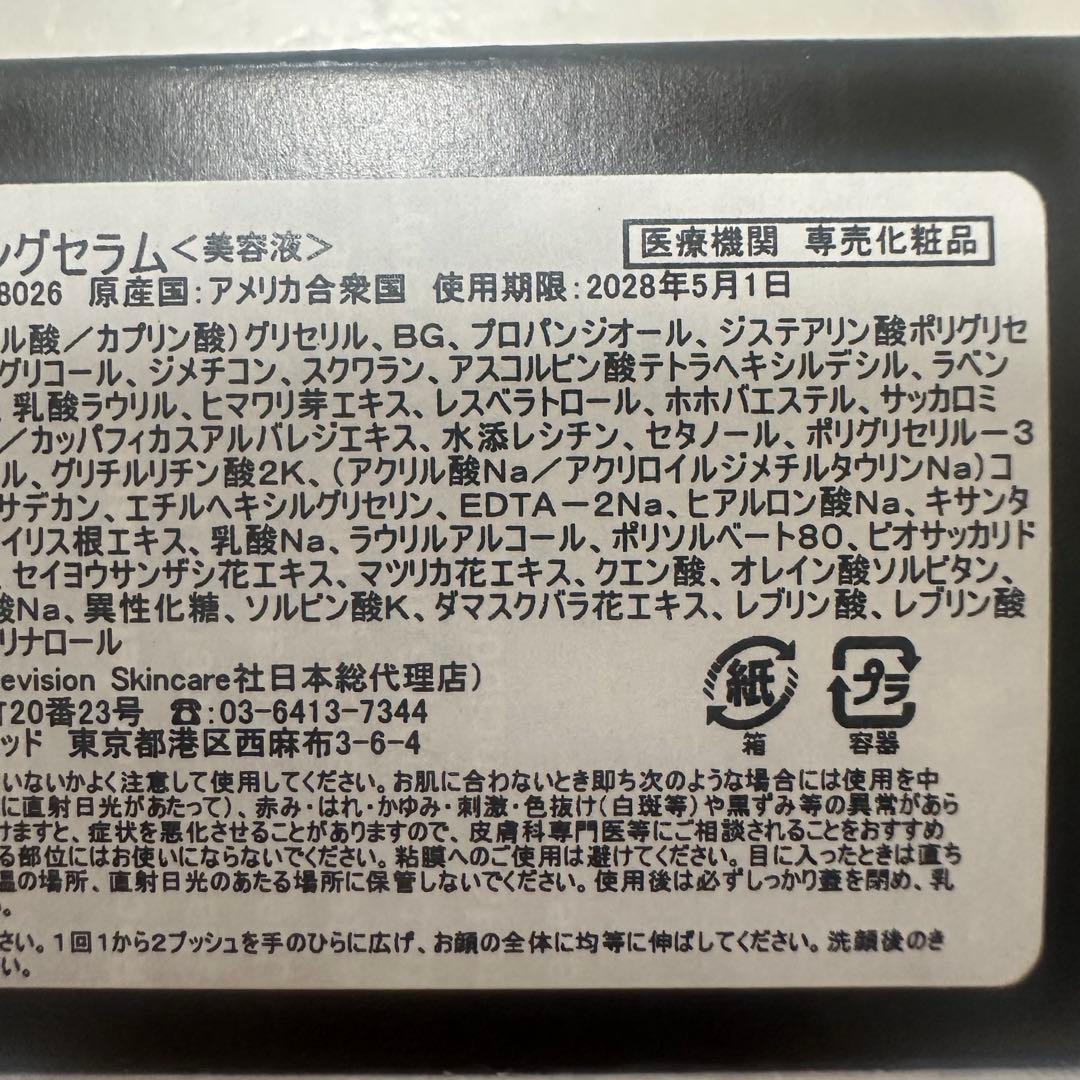 ングセラム＜美容液＞
医療機関 専売化粧品
8026 原産国：アメリカ合衆国 使用期限：2028年5月1日
ル酸／カプリン酸）グリセリル、BG、プロパンジオール、ジステアリン酸ポリグリセ
グリコール、ジメチコン、スクワラン、アスコルビン酸テトラヘキシルデシル、ラベン
、乳酸ラウリル、ヒマワリ芽エキス、レスベラトロール、ホホバエステル、サッカロミ
／カッパフィカスアルバレジエキス、水添レシチン、セタノール、ポリグリセリル－３
ル、グリチルリチン酸２K、（アクリル酸Na／アクリロイルジメチルタウリンNa）コ
サデカン、エチルヘキシルグリセリン、EDTA－２Na、ヒアルロン酸Na、キサンタ
イリス根エキス、乳酸Na、ラウリルアルコール、ポリソルベート８０、ビオサッカリド
、セイヨウサンザシ花エキス、マツリカ花エキス、クエン酸、オレイン酸ソルビタン、
酸Na、異性化糖、ソルビン酸K、ダマスクバラ花エキス、レブリン酸、レブリン酸
リナロール
evision Skincare社日本総代理店）
T20番23号 ☎：03-6413-7344
ッド 東京都港区西麻布3-6-4
紙
箱
プラ
容器
いないかよく注意して使用してください。お肌に合わないとき即ち次のような場合には使用を中
に直射日光があたって）、赤み・はれ・かゆみ・刺激・色抜け（白斑等）や黒ずみ等の異常があら
けますと、症状を悪化させることがありますので、皮膚科専門医等にご相談されることをおすすめ
る部位にはお使いにならないでください。粘膜へのご使用は避けてください。目に入ったときは直ち
温の場所、直射日光のあたる場所に保管しないでください。使用後は必ずしっかり蓋を閉め、乳
。
さい。１回１から２プッシュを手のひらに広げ、お顔の全体に均等に伸ばしてください。洗顔後のき
い。